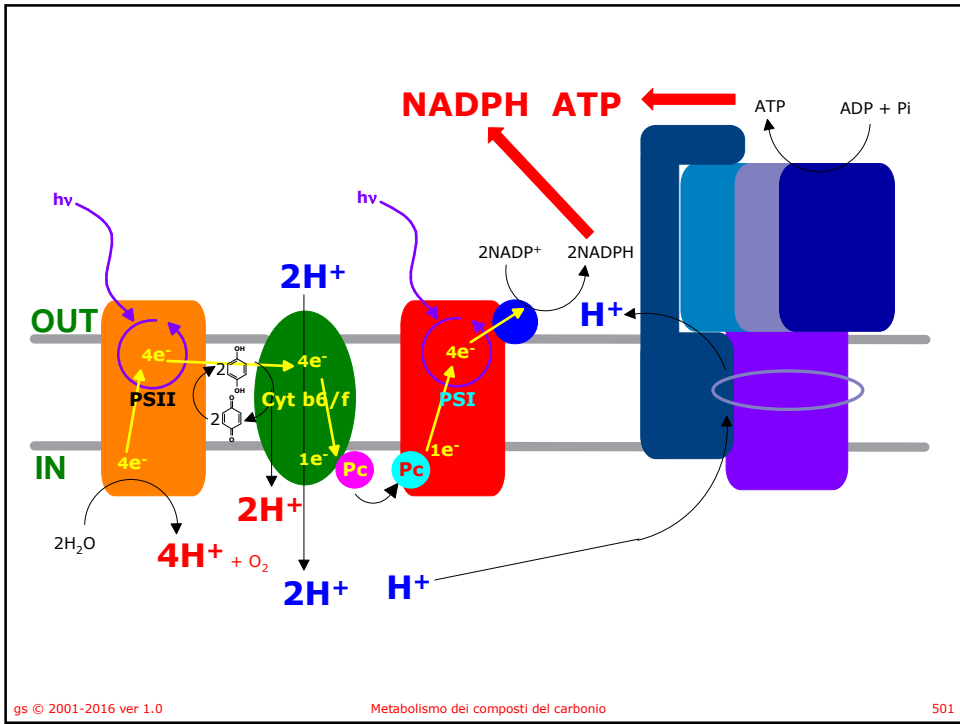 NADPH ATP
ATP
ADP + Pi
hν
hν
2NADP⁺
2NADPH
2H⁺
H⁺
OUT
4e⁻
2
OH
OH
4e⁻
4e⁻
PSII
Cyt b6/f
PSI
2
O
O
IN
4e⁻
1e⁻
Pc
Pc
1e⁻
2H⁺
2H₂O
4H⁺ + O₂
2H⁺
H⁺
gs © 2001-2016 ver 1.0
Metabolismo dei composti del carbonio
501